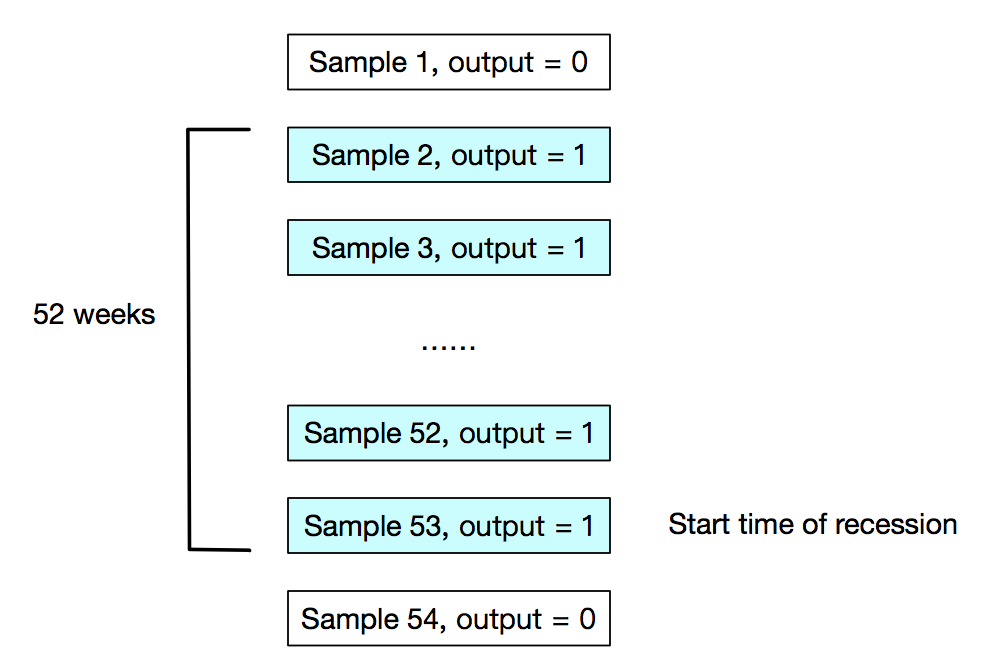 Sample 1, output = 0
Sample 2, output = 1
Sample 3, output = 1
52 weeks
......
Sample 52, output = 1
Sample 53, output = 1
Start time of recession
Sample 54, output = 0